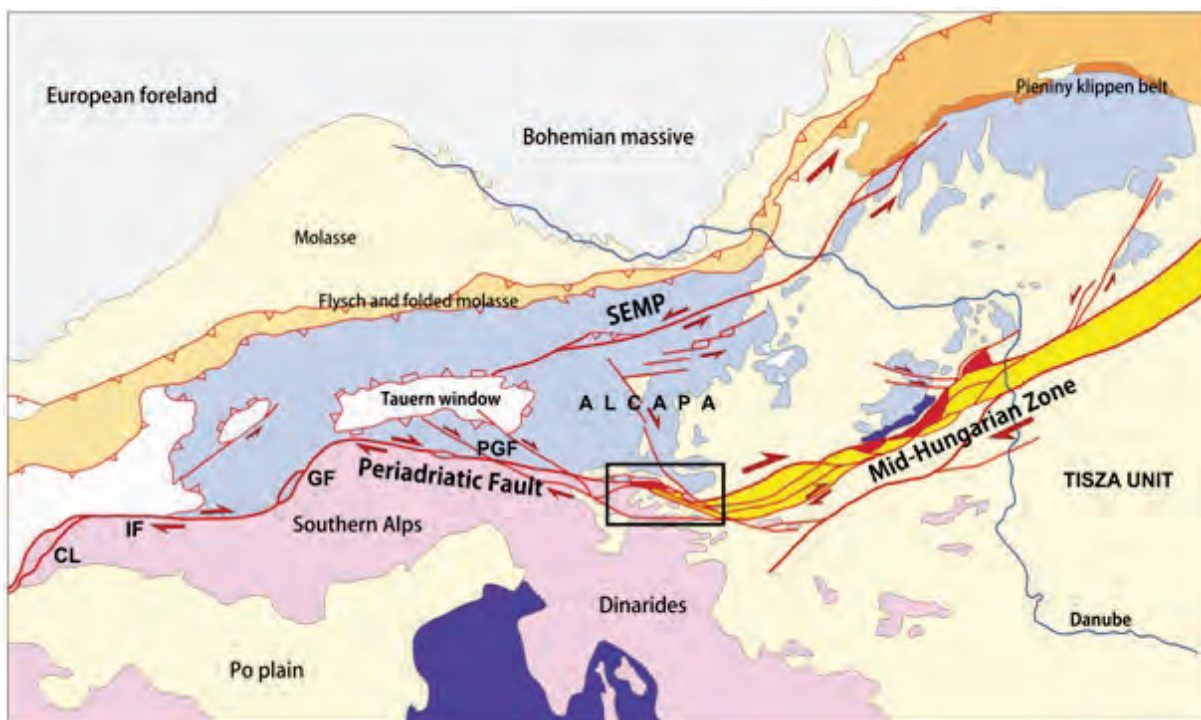 European foreland
Bohemian massive
Pieniny klippen belt
Molasse
Flysch and folded molasse
SEMP
Tauern window
A L C A P A
PGF
Periadriatic Fault
Mid-Hungarian Zone
GF
TISZA UNIT
IF
Southern Alps
CL
Dinarides
Danube
Po plain